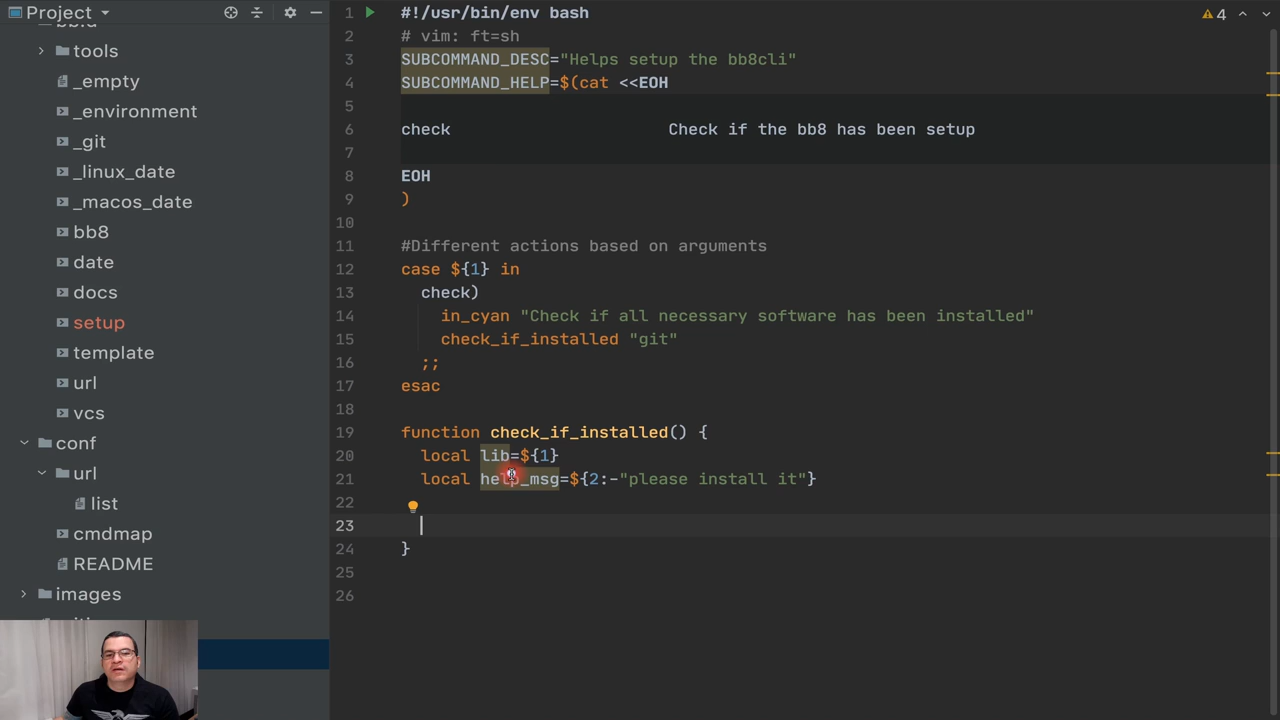 Project
bb.d
tools
_empty
_environment
_git
_linux_date
_macos_date
bb8
date
docs
setup
template
url
vcs
conf
url
list
cmdmap
README
images
4
1 #!/usr/bin/env bash
2 # vim: ft=sh
3 SUBCOMMAND_DESC="Helps setup the bb8cli"
4 SUBCOMMAND_HELP=$(cat <<EOH
5
6 check Check if the bb8 has been setup
7
8 EOH
9 )
10
11 #Different actions based on arguments
12 case ${1} in
13 check)
14 in_cyan "Check if all necessary software has been installed"
15 check_if_installed "git"
16 ;;
17 esac
18
19 function check_if_installed() {
20 local lib=${1}
21 local help_msg=${2:-"please install it"}
22
23
24 }
25
26